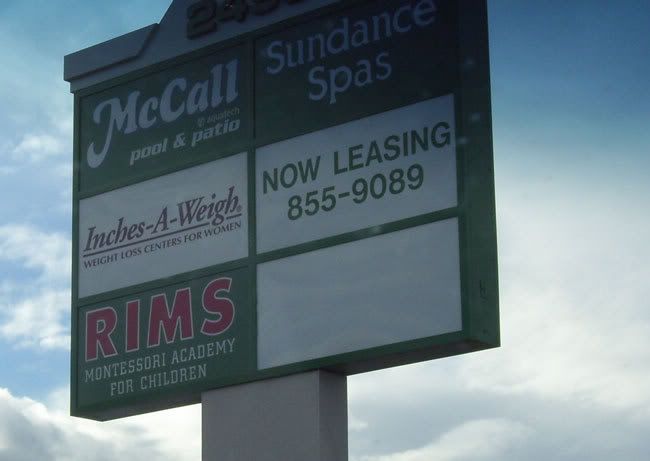 McCall
Aquatech
pool & patio
Sundance
Spas
Inches-A-Weigh®
WEIGHT LOSS CENTERS FOR WOMEN
NOW LEASING
855-9089
RIMS
MONTESSORI ACADEMY
FOR CHILDREN